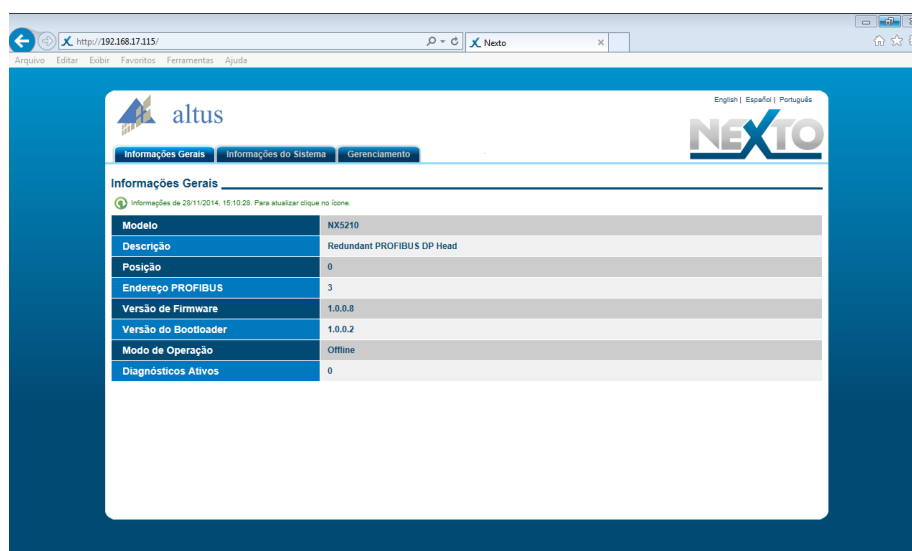 http://192.168.17.115/
Nexto
Arquivo Editar Exibir Favoritos Ferramentas Ajuda
altus
English | Español | Português
NEXTO
Informações Gerais Informações do Sistema Gerenciamento
Informações Gerais
Informações de 28/11/2014, 15:10:28. Para atualizar clique no ícone.
Modelo NX5210
Descrição Redundant PROFIBUS DP Head
Posição 0
Endereço PROFIBUS 3
Versão de Firmware 1.0.0.8
Versão do Bootloader 1.0.0.2
Modo de Operação Offline
Diagnósticos Ativos 0